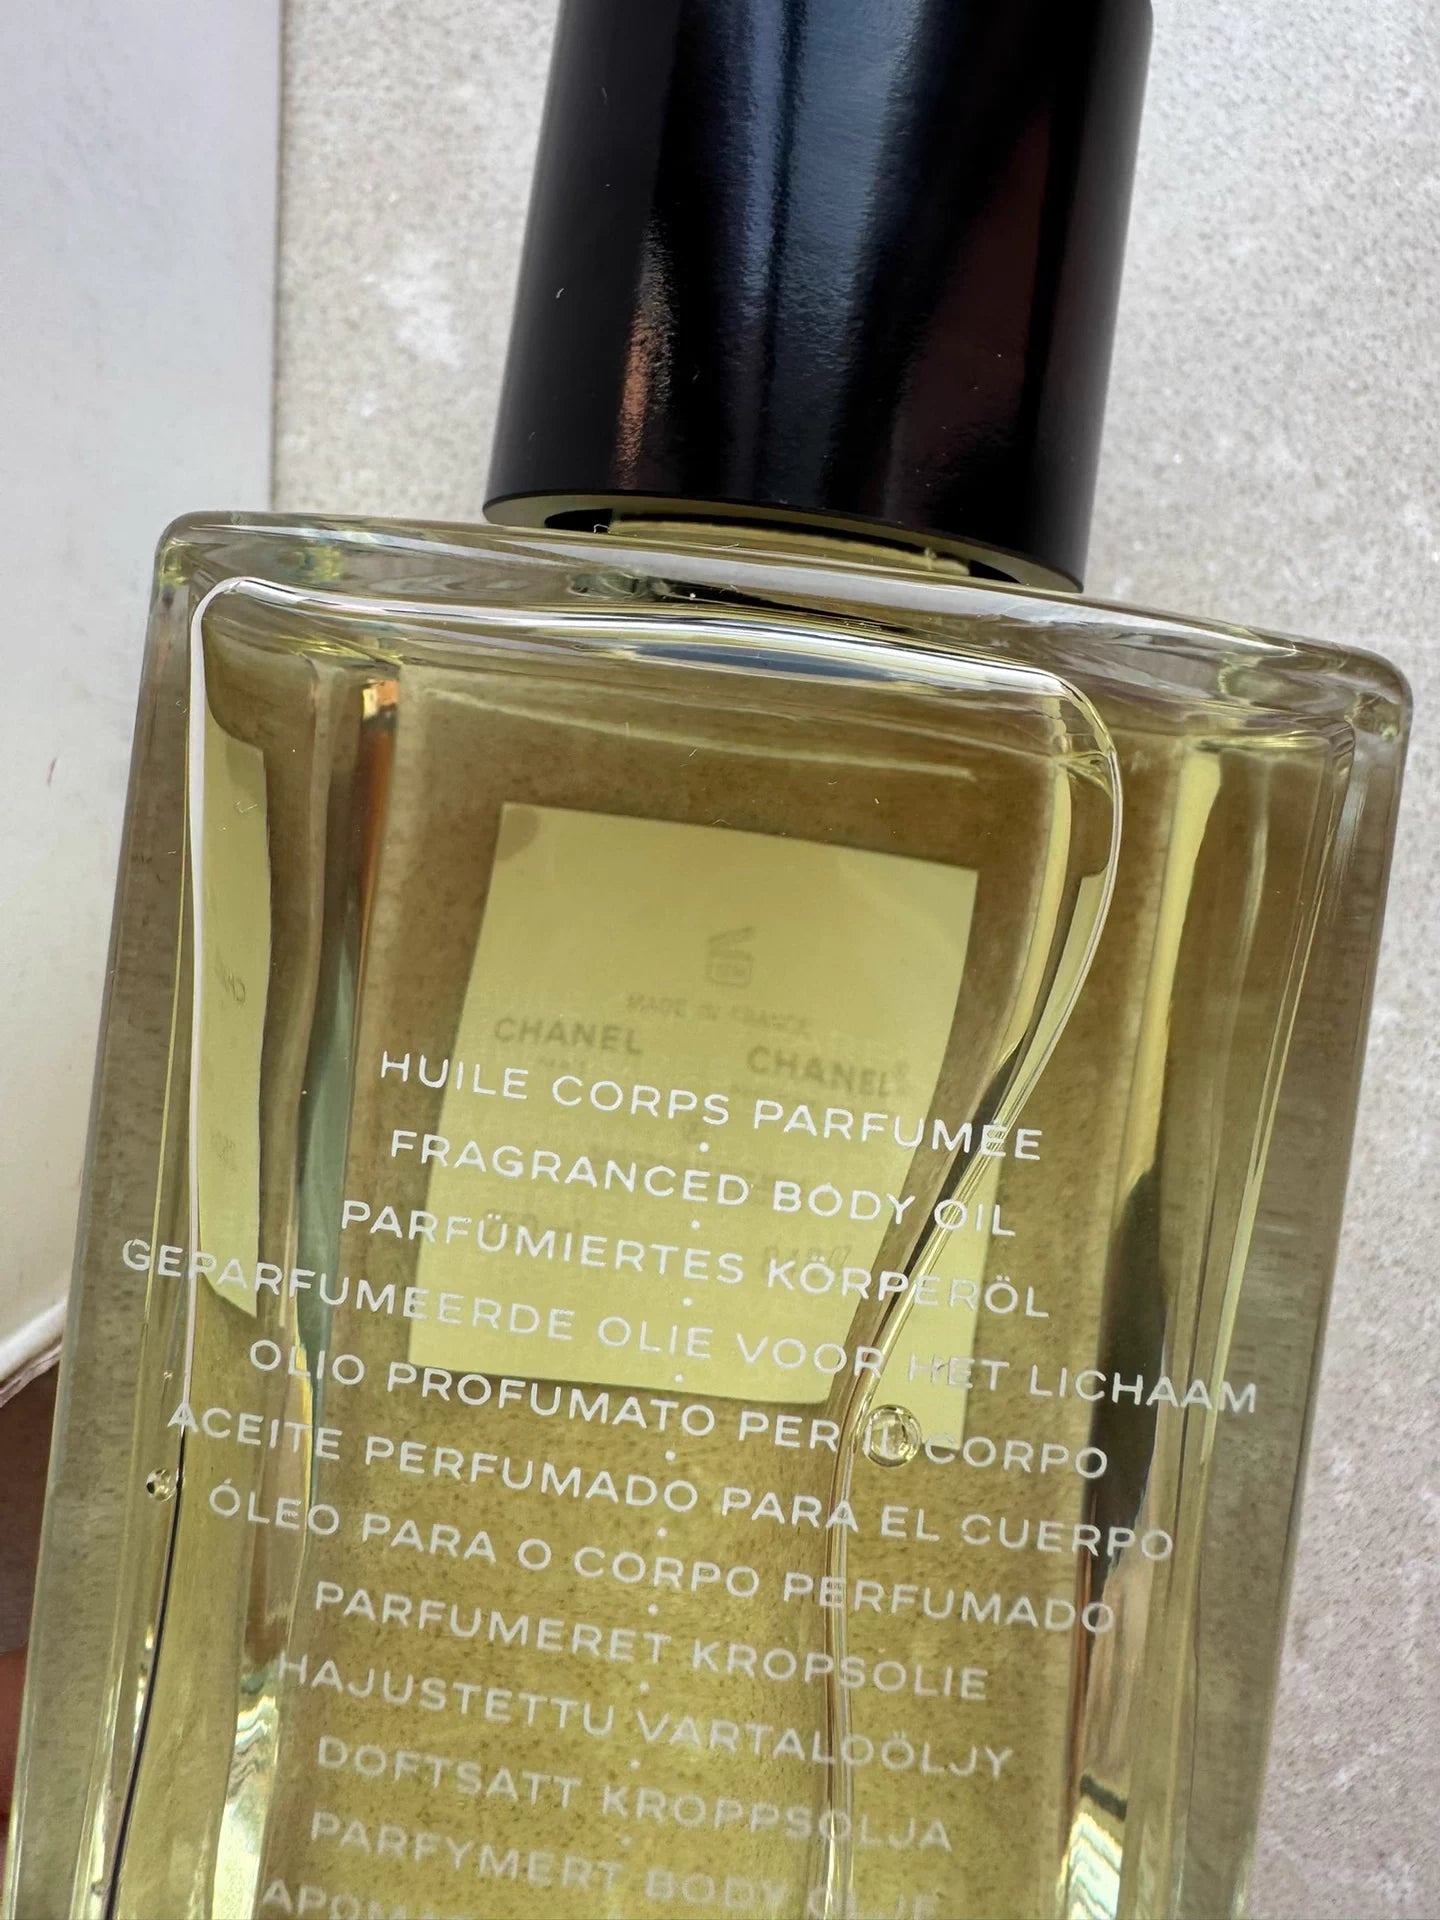 MADE IN FRANCE
CHANEL CHANEL
HUILE CORPS PARFUMÉE
FRAGRANCED BODY OIL
PARFÜMIERTES KÖRPERÖL
GEPARFUMEERDE OLIE VOOR HET LICHAAM
OLIO PROFUMATO PER IL CORPO
ACEITE PERFUMADO PARA EL CUERPO
ÓLEO PARA O CORPO PERFUMADO
PARFUMERET KROPSOLIE
HAJUSTETTU VARTALOÖLJY
DOFTSATT KROPPSOLJA
PARFYMERT BODY OLJE